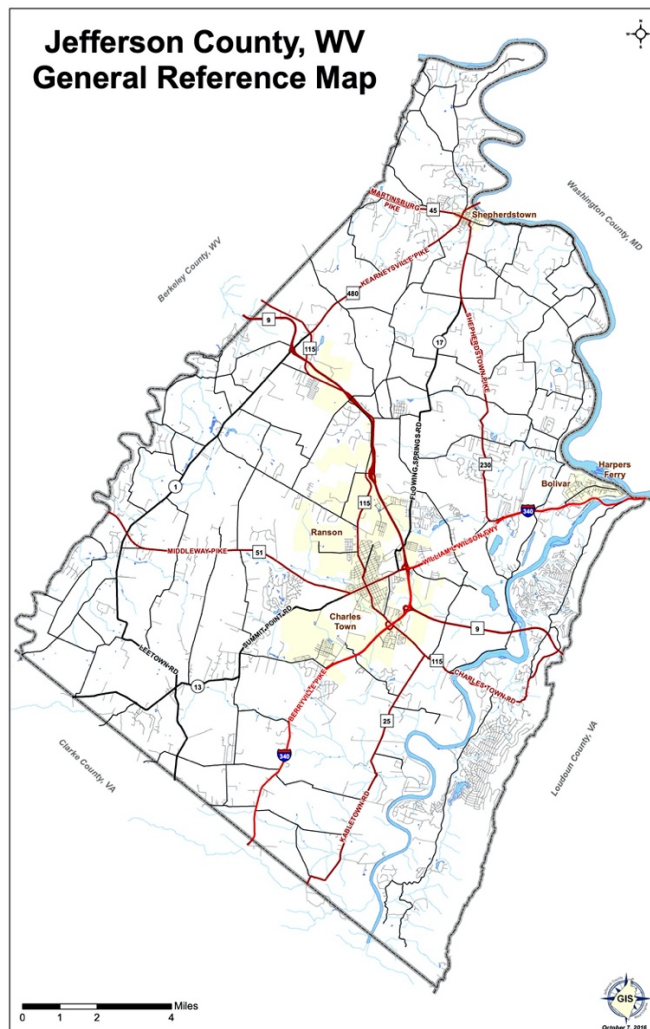 Jefferson County, WV
General Reference Map
N
MARTINSBURG
PIKE
45
Shepherdstown
Washington County, MD
Berkeley County, WV
KEARNEYSVILLE PIKE
480
9
115
17
SHEPHERDSTOWN PIKE
FLOWING SPRINGS RD
230
Harpers
Ferry
Bolivar
340
1
115
Ranson
WILLIAM L WILSON FWY
MIDDLEWAY PIKE
51
SUMMIT POINT RD
Charles
Town
9
115
CHARLES TOWN RD
LEETOWN RD
13
BERRYVILLE PIKE
25
340
KABLETOWN RD
Clarke County, VA
Loudoun County, VA
Miles
0 1 2 4
GIS
October 7, 2016